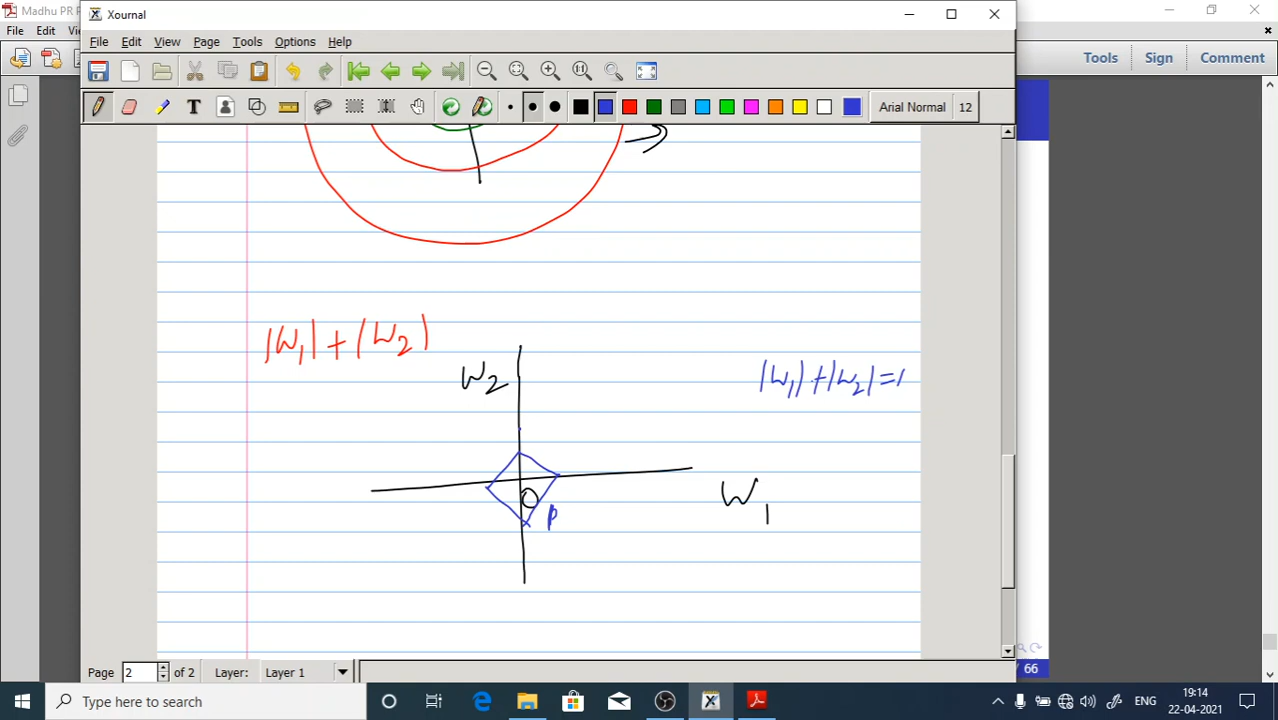 Madhu PR P
Xournal
File Edit Vi
File Edit View Page Tools Options Help
Tools Sign Comment
T Arial Normal 12
|W1| + |W2|
W2
|W1| + |W2| = 1
O
W1
Page 2 of 2 Layer: Layer 1
/ 66
Type here to search
ENG
19:14
22-04-2021